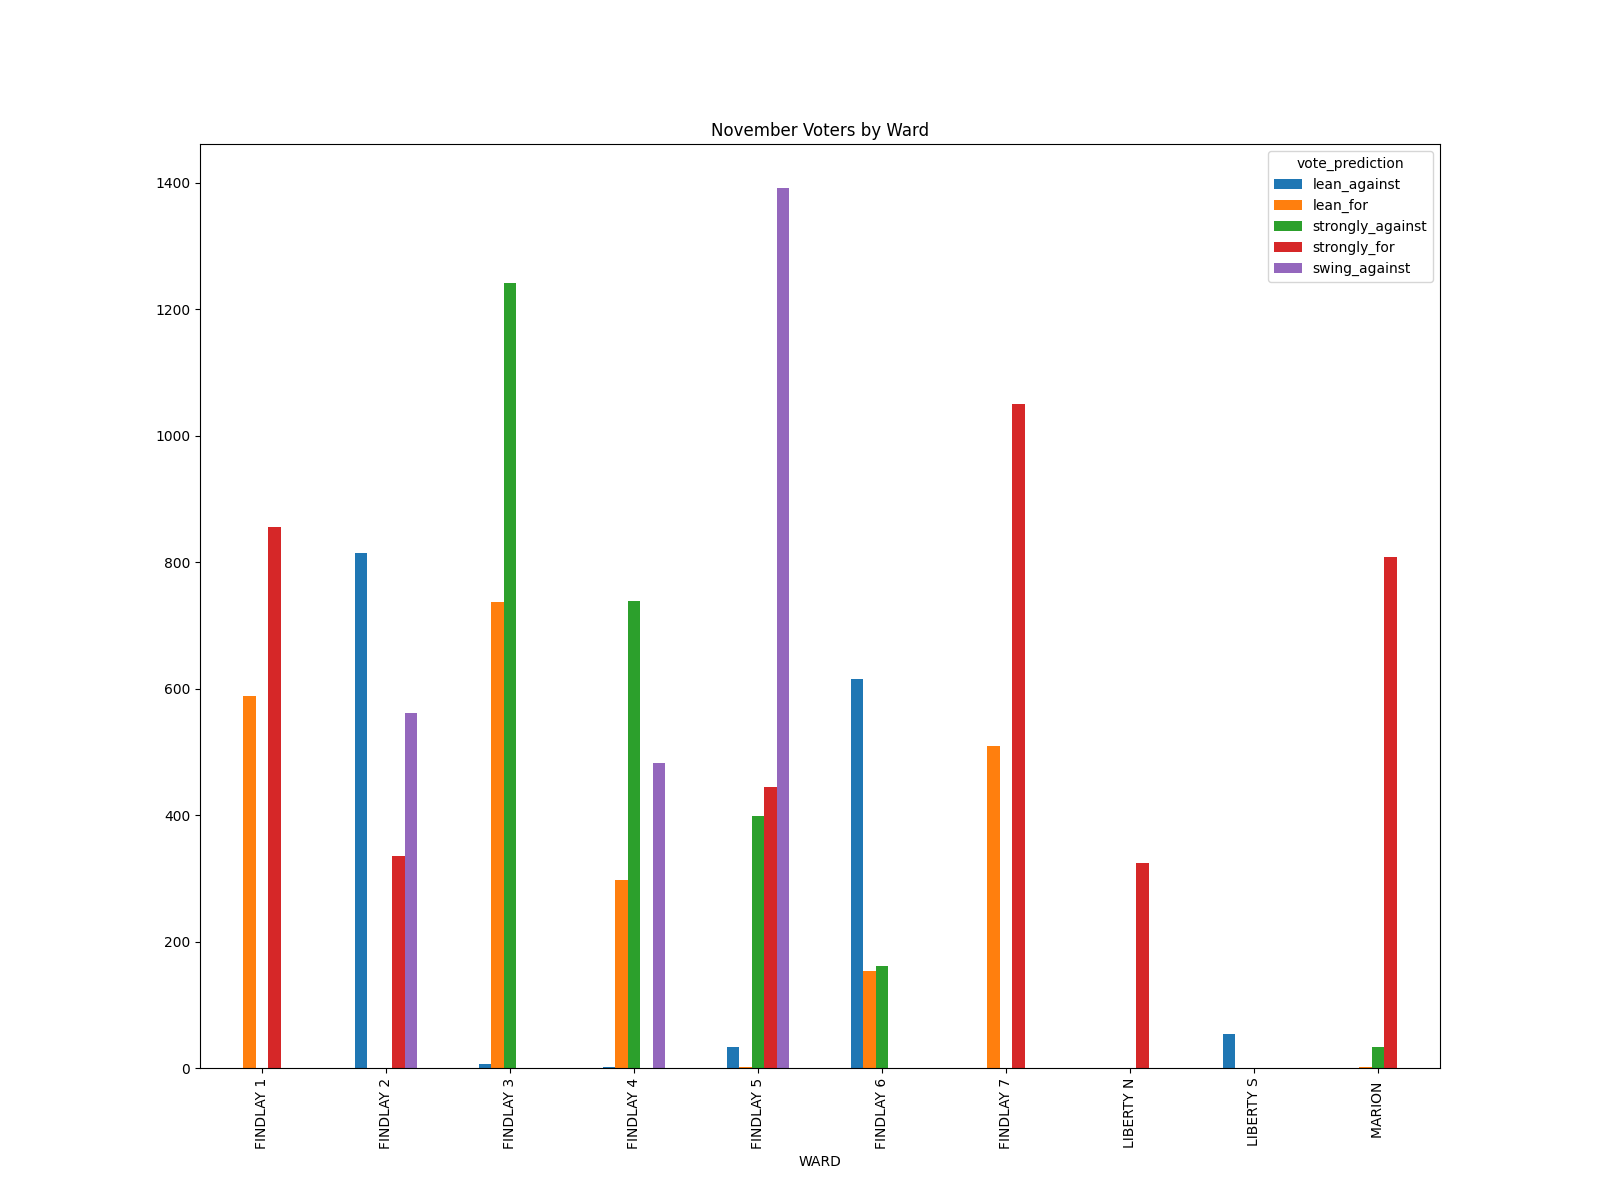 November Voters by Ward
vote_prediction
lean_against
lean_for
strongly_against
strongly_for
swing_against
1400
1200
1000
800
600
400
200
0
FINDLAY 1
FINDLAY 2
FINDLAY 3
FINDLAY 4
FINDLAY 5
FINDLAY 6
FINDLAY 7
LIBERTY N
LIBERTY S
MARION
WARD